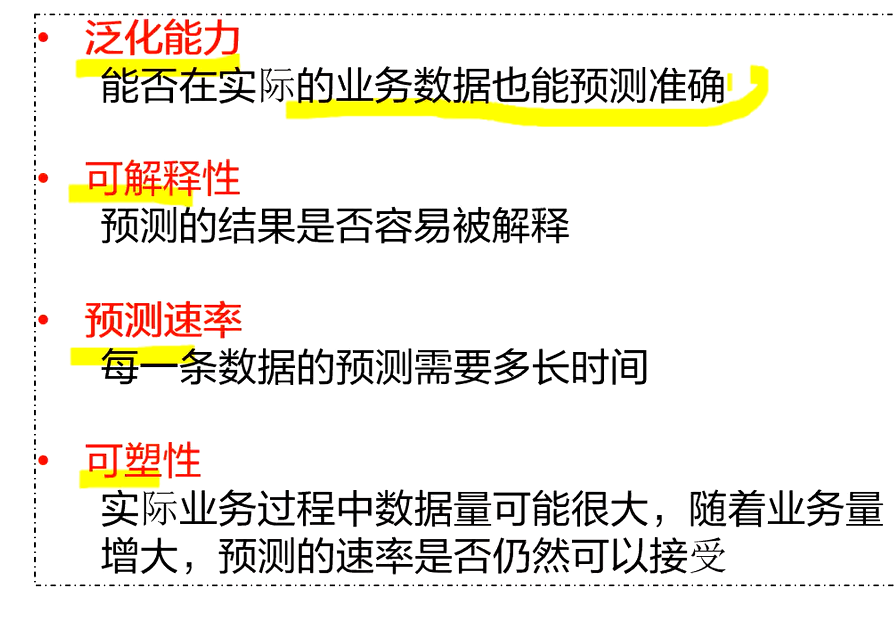 • 泛化能力
能否在实际的业务数据也能预测准确
• 可解释性
预测的结果是否容易被解释
• 预测速率
每一条数据的预测需要多长时间
• 可塑性
实际业务过程中数据量可能很大，随着业务量
增大，预测的速率是否仍然可以接受